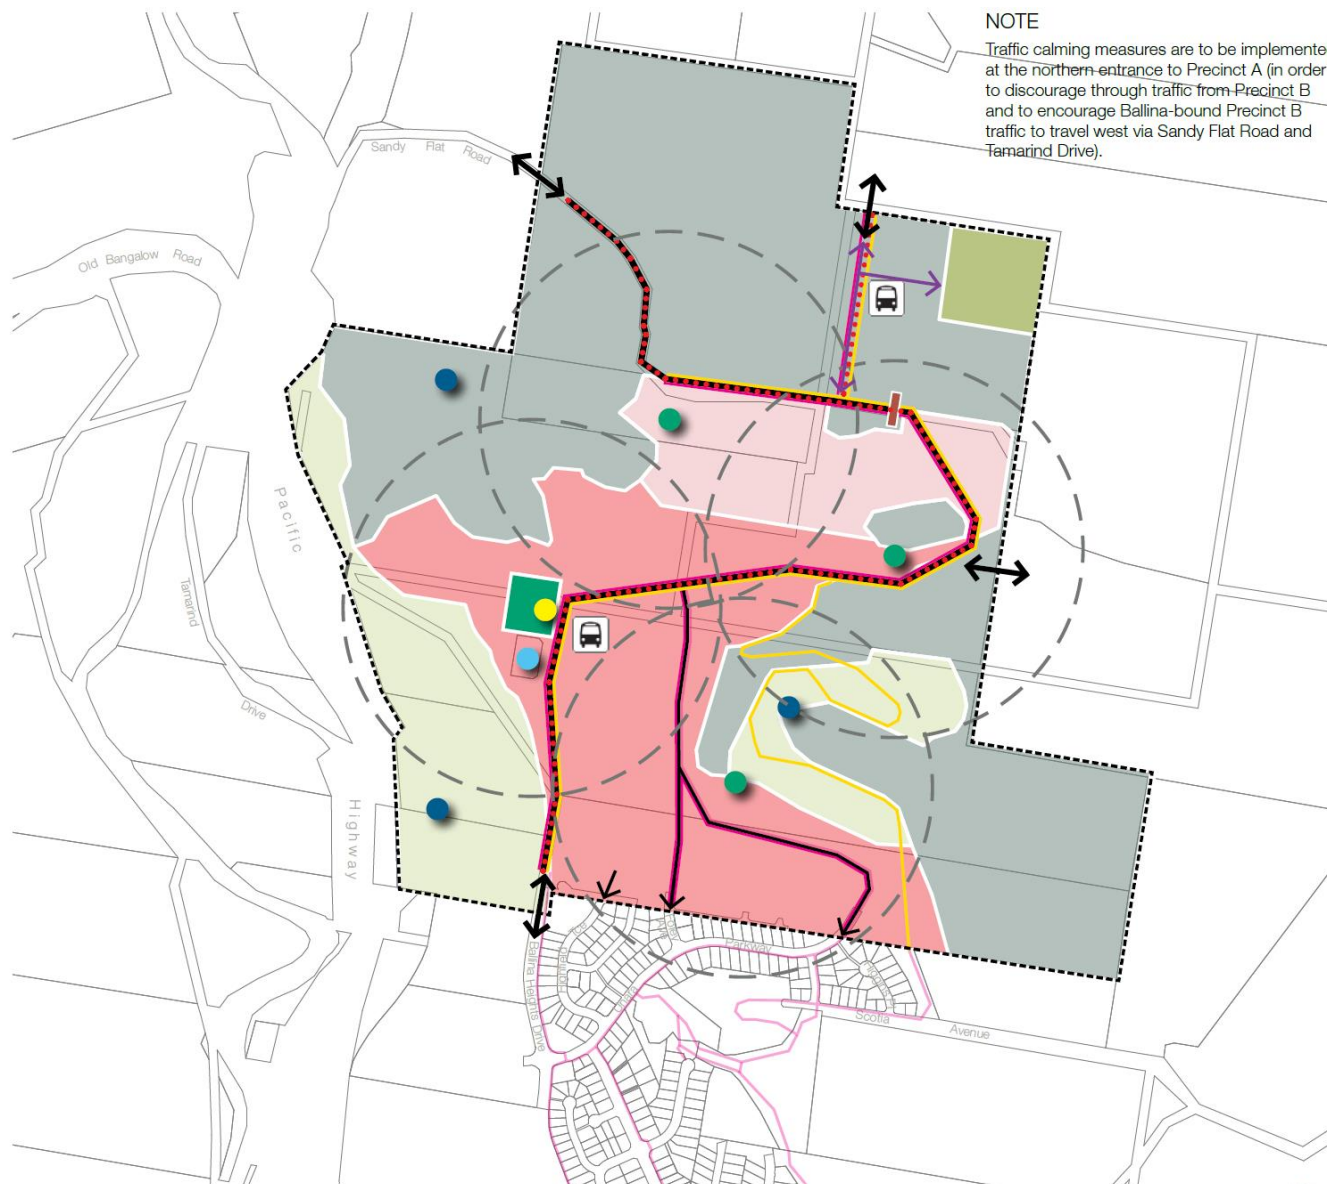 NOTE
Traffic calming measures are to be implemente
at the northern entrance to Precinct A (in order
to discourage through traffic from Precinct B
and to encourage Ballina-bound Precinct B
traffic to travel west via Sandy Flat Road and
Tamarind Drive).
Sandy Flat Road
Old Bangalow Road
Pacific
Tamarind
Drive
Highway
Parkway
Ballina Heights Drive
Scotia
Avenue